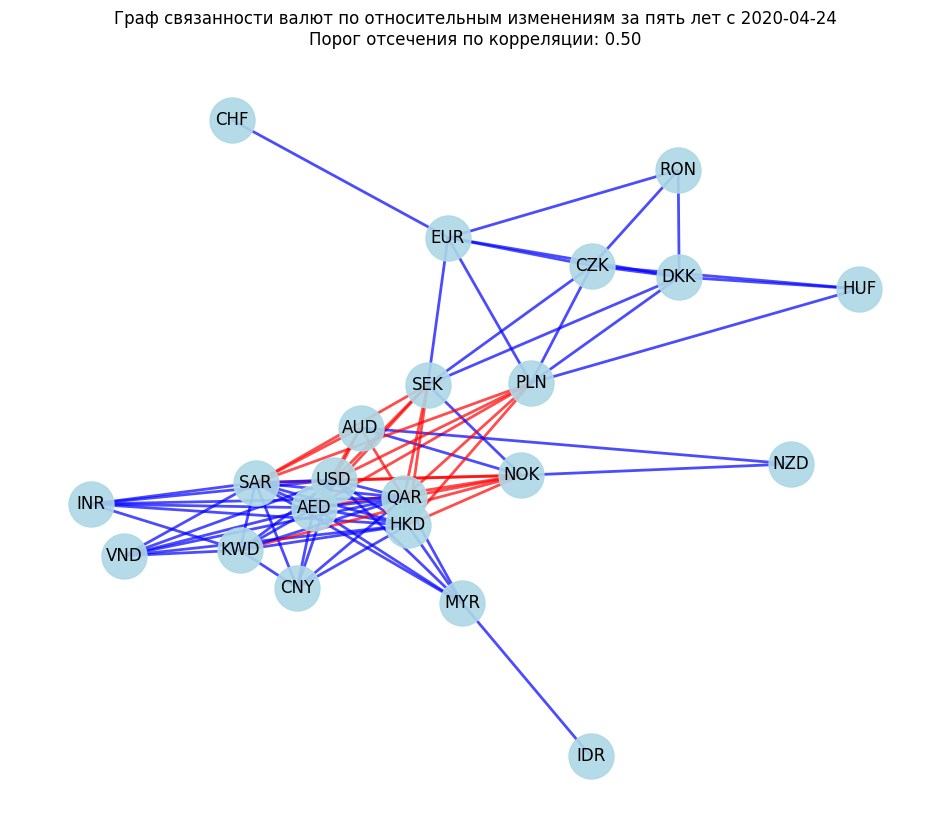 Граф связанности валют по относительным изменениям за пять лет с 2020-04-24
Порог отсечения по корреляции: 0.50
CHF
RON
EUR
CZK
DKK
HUF
SEK
PLN
AUD
NZD
NOK
USD
SAR
QAR
INR
AED
HKD
KWD
VND
CNY
MYR
IDR